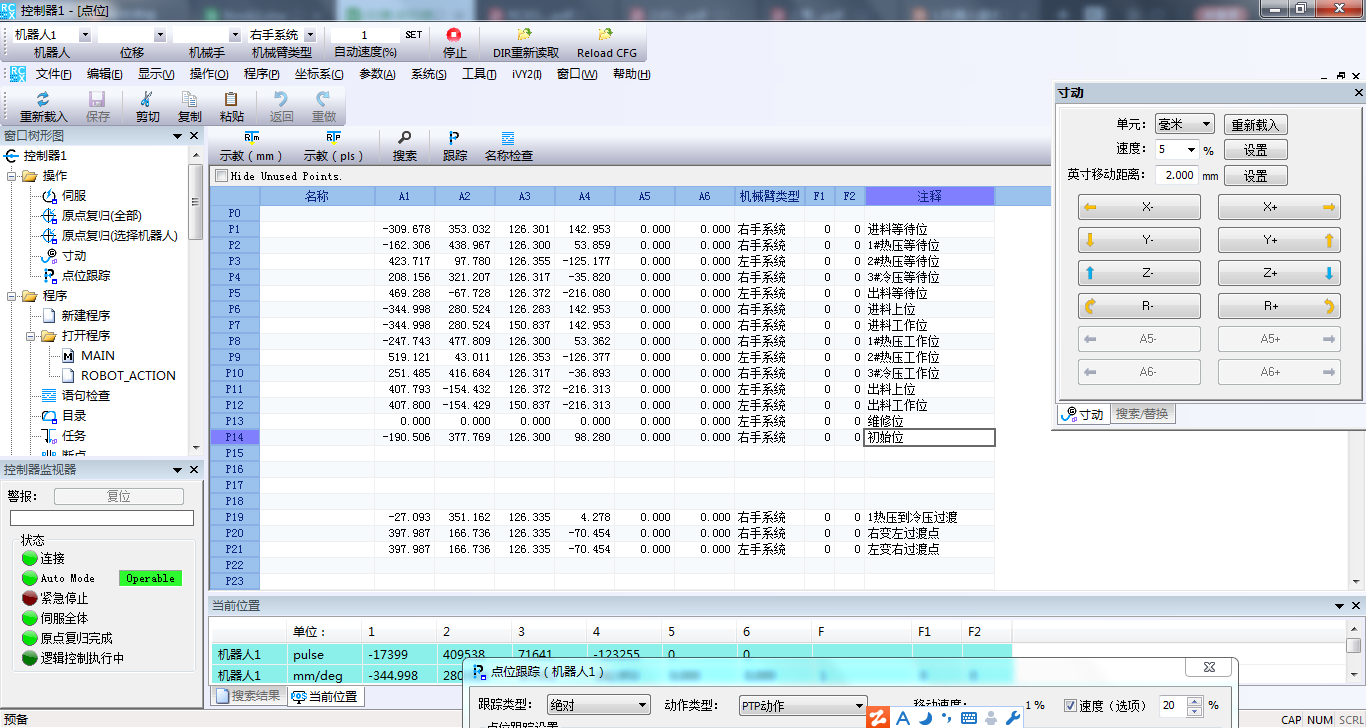 控制器1 - [点位]
机器人1 右手系统 1 SET
机器人 位移 机械手 机械臂类型 自动速度(%) 停止 DIR重新读取 Reload CFG
文件(F) 编辑(E) 显示(V) 操作(O) 程序(P) 坐标系(C) 参数(A) 系统(S) 工具(T) iVY2(I) 窗口(W) 帮助(H)
重新载入 保存 剪切 复制 粘贴 返回 重做
窗口树形图
控制器1
操作
伺服
原点复归(全部)
原点复归(选择机器人)
寸动
点位跟踪
程序
新建程序
打开程序
MAIN
ROBOT_ACTION
语句检查
目录
任务
断点
控制器监视器
警报: 复位
状态
连接
Auto Mode Operable
紧急停止
伺服全体
原点复归完成
逻辑控制执行中
示教(mm) 示教(pls) 搜索 跟踪 名称检查
Hide Unused Points.
名称 A1 A2 A3 A4 A5 A6 机械臂类型 F1 F2 注释
P0
P1 -309.678 353.032 126.301 142.953 0.000 0.000 右手系统 0 0 进料等待位
P2 -162.306 438.967 126.300 53.859 0.000 0.000 右手系统 0 0 1#热压等待位
P3 423.717 97.780 126.355 -125.177 0.000 0.000 左手系统 0 0 2#热压等待位
P4 208.156 321.207 126.317 -35.820 0.000 0.000 右手系统 0 0 3#冷压等待位
P5 469.288 -67.728 126.372 -216.080 0.000 0.000 左手系统 0 0 出料等待位
P6 -344.998 280.524 126.283 142.953 0.000 0.000 右手系统 0 0 进料上位
P7 -344.998 280.524 150.837 142.953 0.000 0.000 右手系统 0 0 进料工作位
P8 -247.743 477.809 126.300 53.362 0.000 0.000 右手系统 0 0 1#热压工作位
P9 519.121 43.011 126.353 -126.377 0.000 0.000 左手系统 0 0 2#热压工作位
P10 251.485 416.684 126.317 -36.893 0.000 0.000 右手系统 0 0 3#冷压工作位
P11 407.793 -154.432 126.372 -216.313 0.000 0.000 左手系统 0 0 出料上位
P12 407.800 -154.429 150.837 -216.313 0.000 0.000 左手系统 0 0 出料工作位
P13 0.000 0.000 0.000 0.000 0.000 0.000 左手系统 0 0 维修位
P14 -190.506 377.769 126.300 98.280 0.000 0.000 右手系统 0 0 初始位
P15
P16
P17
P18
P19 -27.093 351.162 126.335 4.278 0.000 0.000 右手系统 0 0 1热压到冷压过渡
P20 397.987 166.736 126.335 -70.454 0.000 0.000 右手系统 0 0 右变左过渡点
P21 397.987 166.736 126.335 -70.454 0.000 0.000 左手系统 0 0 左变右过渡点
P22
P23
寸动
单元: 毫米 重新载入
速度: 5 % 设置
英寸移动距离: 2.000 mm 设置
X- X+
Y- Y+
Z- Z+
R- R+
A5- A5+
A6- A6+
寸动 搜索/替换
当前位置
单位: 1 2 3 4 5 6 F F1 F2
机器人1 pulse -17399 409538 71641 -123255 0 0
机器人1 mm/deg -344.998 280
搜索结果 当前位置
点位跟踪(机器人1)
跟踪类型: 绝对 动作类型: PTP动作 移动速度: 1 % 速度(选项) 20 %
点位跟踪设置
预备 CAP NUM SCRL